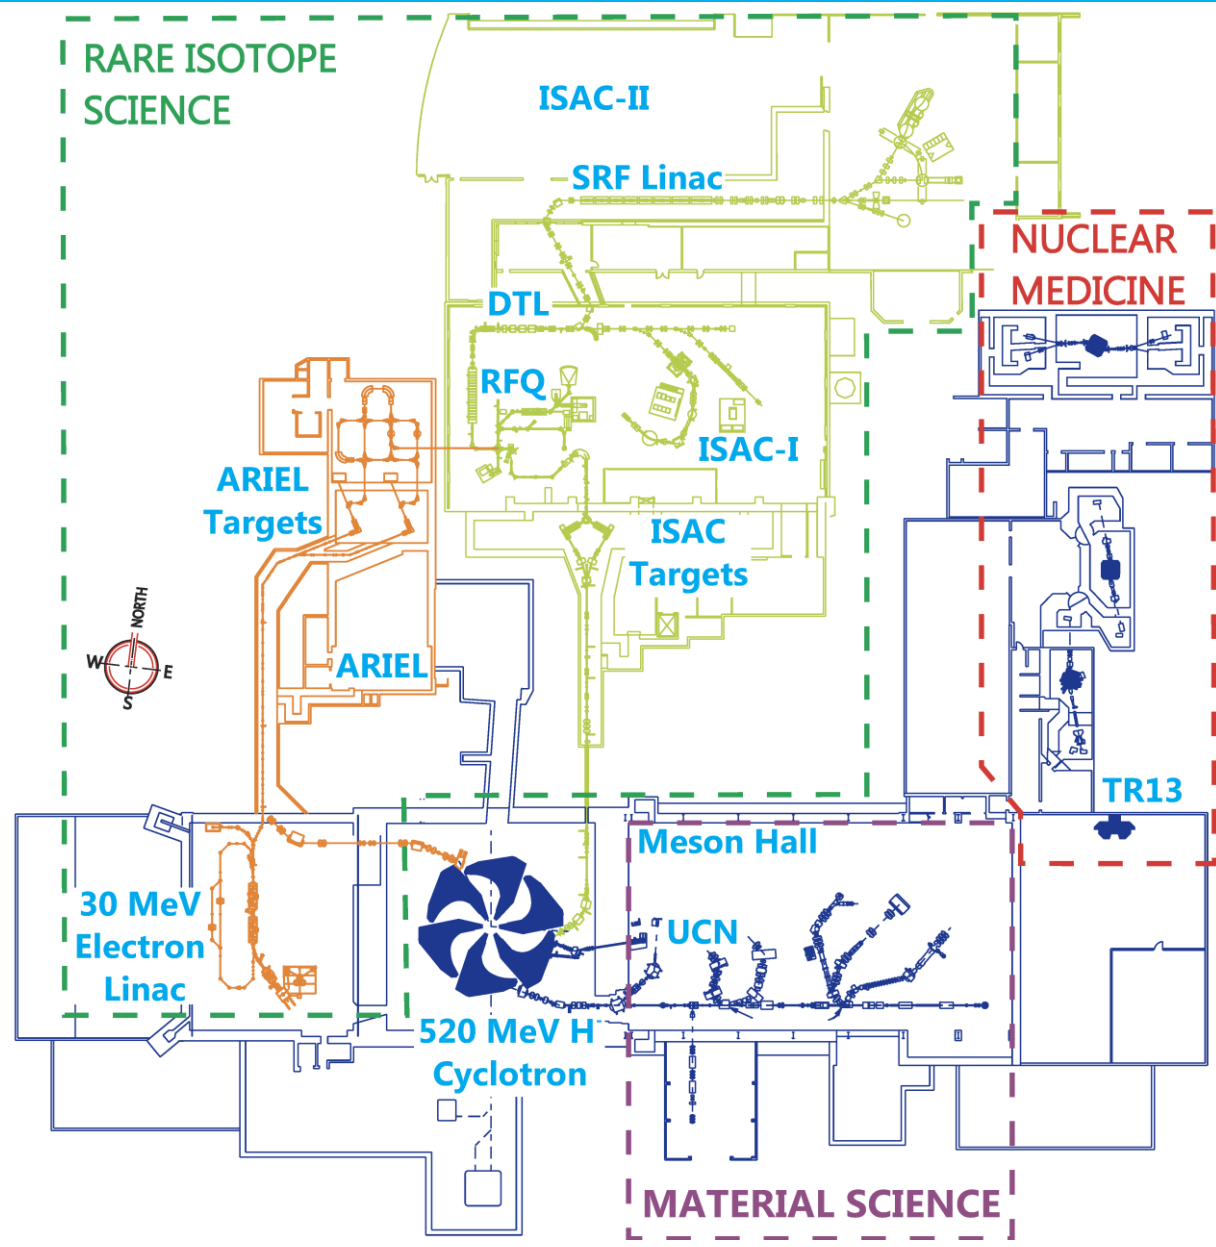 RARE ISOTOPE
SCIENCE
ISAC-II
SRF Linac
NUCLEAR
MEDICINE
DTL
RFQ
ISAC-I
ARIEL
Targets
ISAC
Targets
NORTH
W
E
S
ARIEL
TR13
Meson Hall
30 MeV
Electron
Linac
UCN
520 MeV H⁻
Cyclotron
MATERIAL SCIENCE